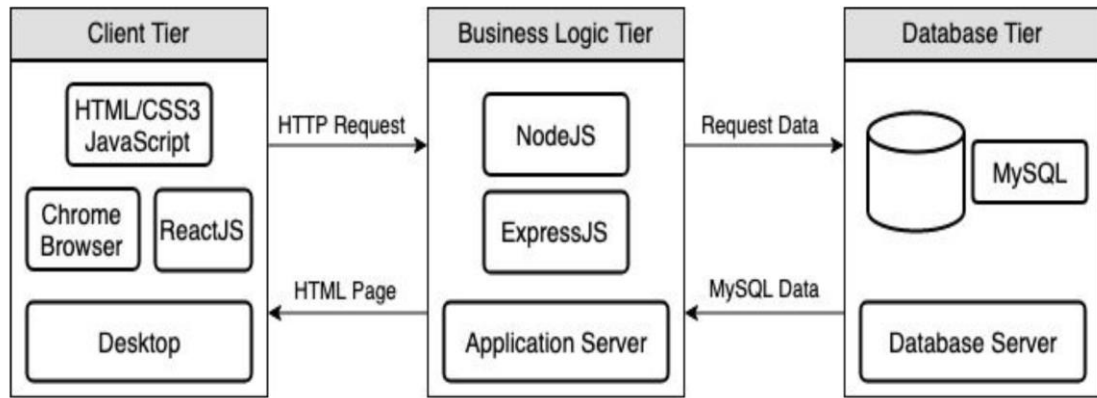 Client Tier
HTML/CSS3
JavaScript
Chrome
Browser
ReactJS
Desktop
HTTP Request
HTML Page
Business Logic Tier
NodeJS
ExpressJS
Application Server
Request Data
MySQL Data
Database Tier
MySQL
Database Server